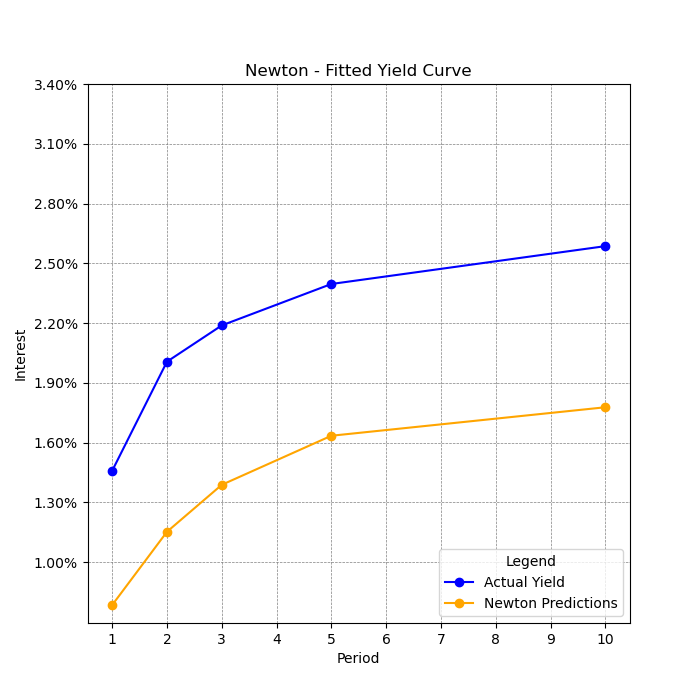 Newton - Fitted Yield Curve
3.40%
3.10%
2.80%
2.50%
2.20%
1.90%
1.60%
1.30%
1.00%
Interest
Legend
Actual Yield
Newton Predictions
1 2 3 4 5 6 7 8 9 10
Period